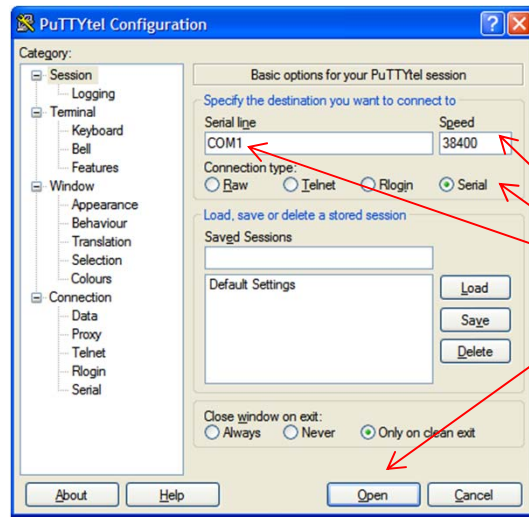 PuTTYtel Configuration
Category:
Session
Logging
Terminal
Keyboard
Bell
Features
Window
Appearance
Behaviour
Translation
Selection
Colours
Connection
Data
Proxy
Telnet
Rlogin
Serial
Basic options for your PuTTYtel session
Specify the destination you want to connect to
Serial line Speed
COM1 38400
Connection type:
Raw Telnet Rlogin Serial
Load, save or delete a stored session
Saved Sessions
Default Settings
Load
Save
Delete
Close window on exit:
Always Never Only on clean exit
About Help Open Cancel